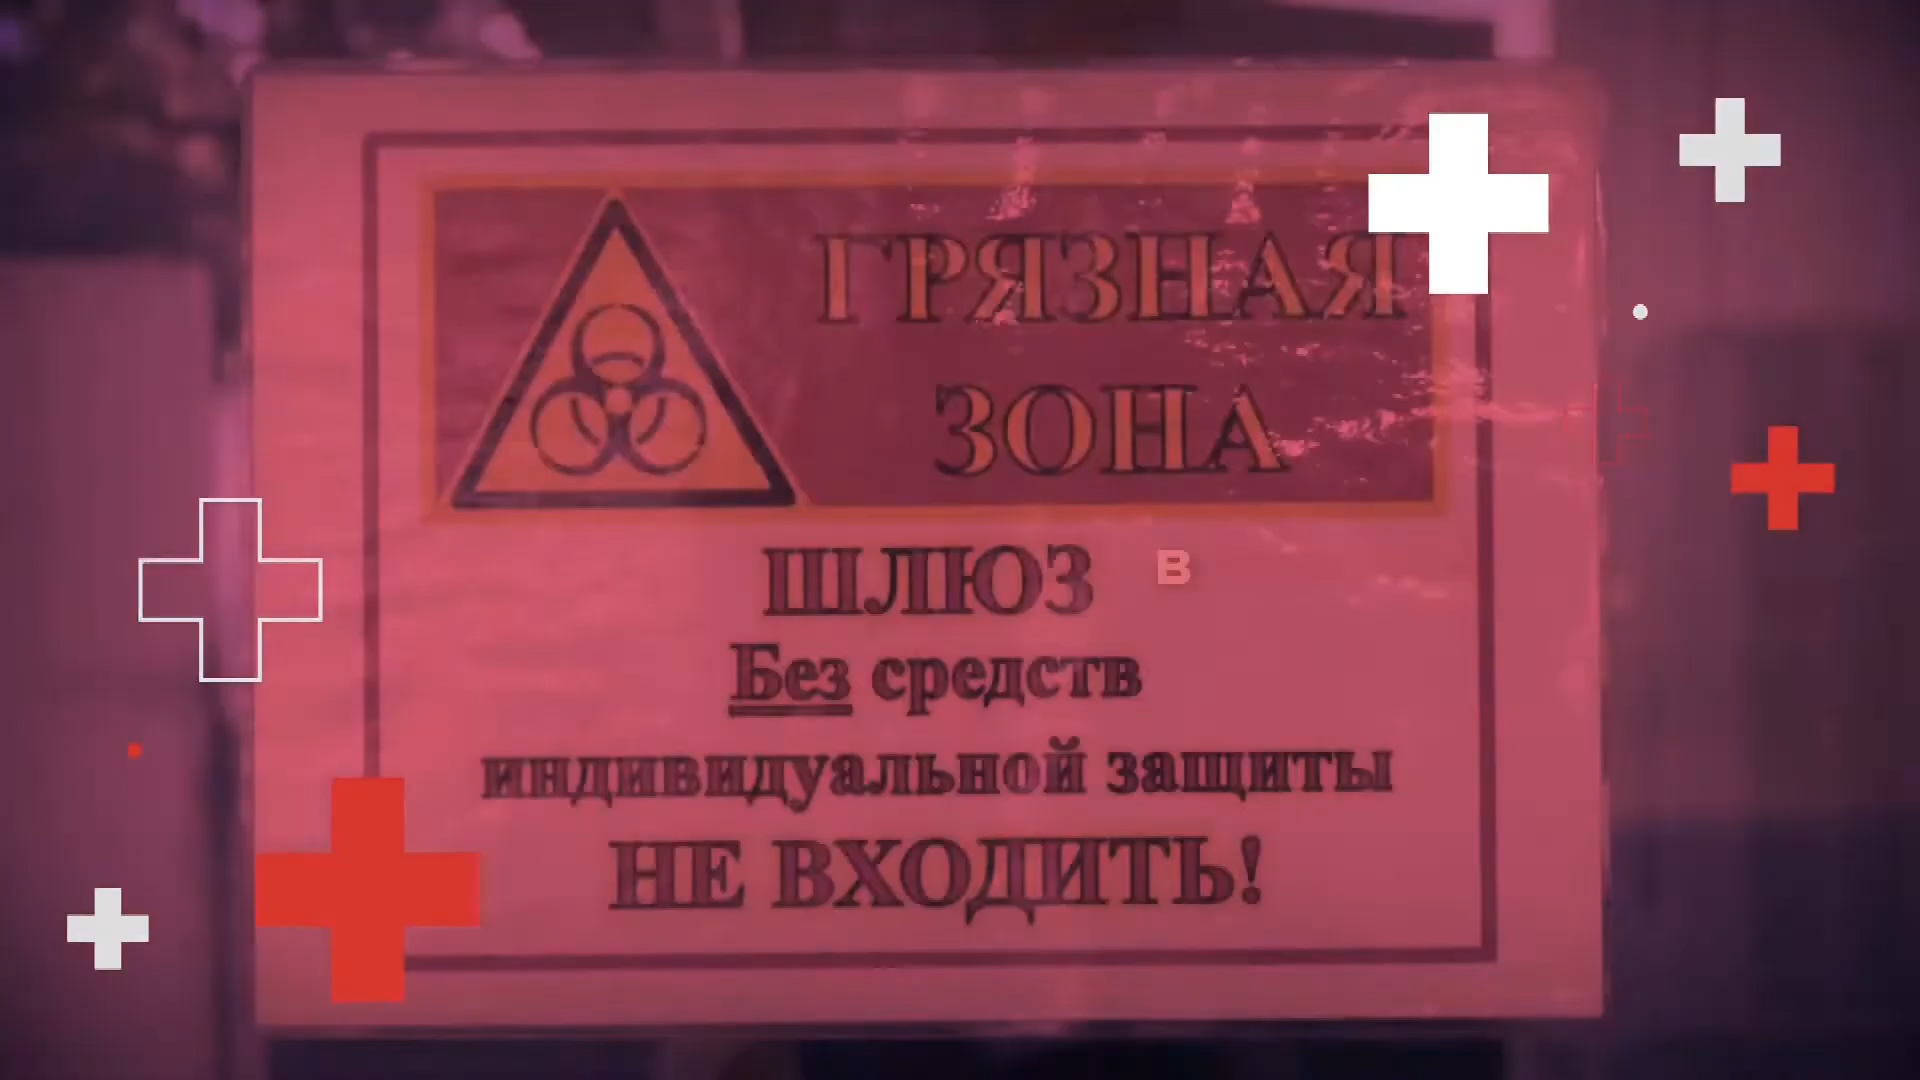 ГРЯЗНАЯ
ЗОНА
ШЛЮЗ
В
Без средств
индивидуальной защиты
НЕ ВХОДИТЬ!